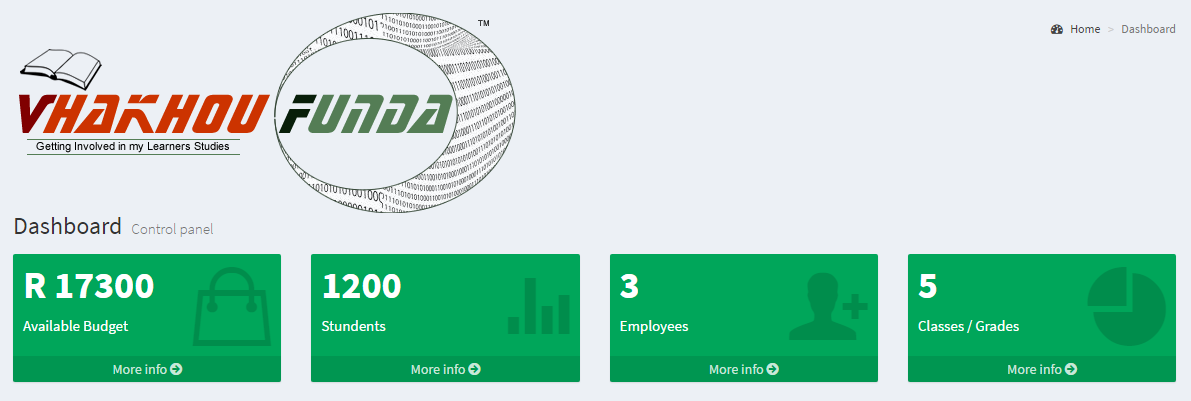 TM
Home > Dashboard
VHAKHOU FUNDA
Getting Involved in my Learners Studies
Dashboard Control panel
R 17300
Available Budget
More info
1200
Stundents
More info
3
Employees
More info
5
Classes / Grades
More info